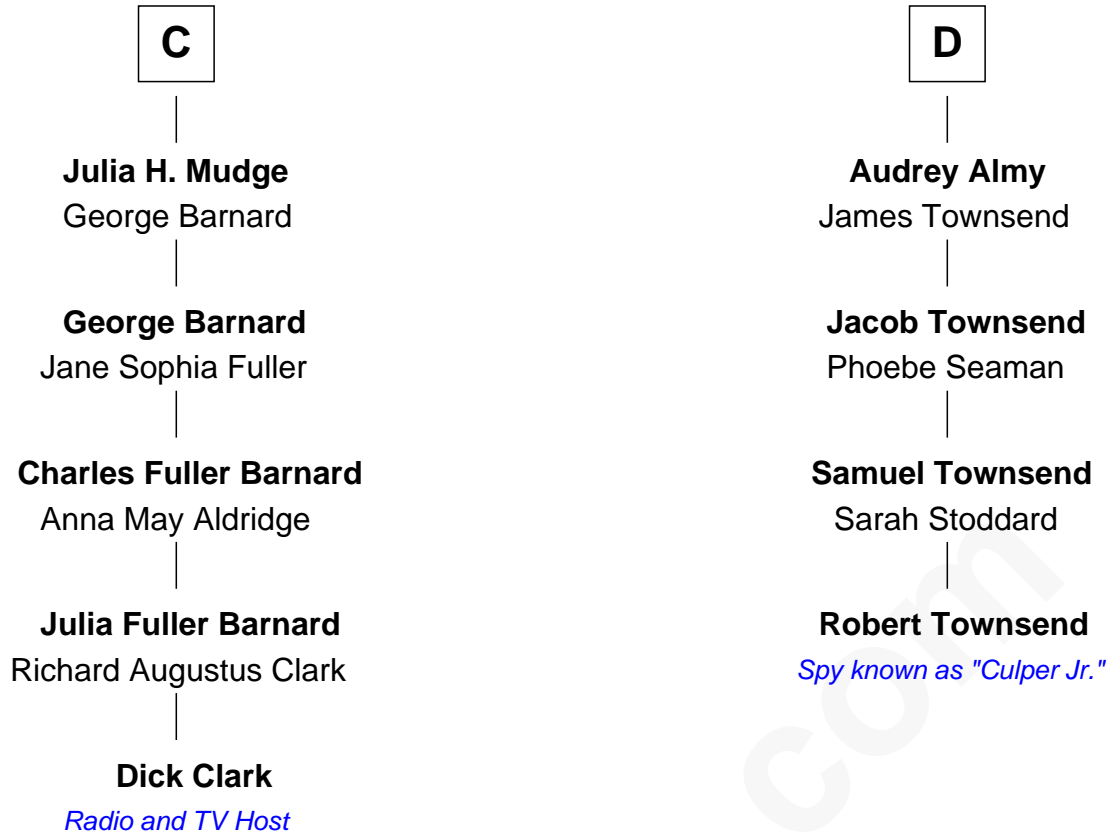 C
Julia H. Mudge
George Barnard
George Barnard
Jane Sophia Fuller
Charles Fuller Barnard
Anna May Aldridge
Julia Fuller Barnard
Richard Augustus Clark
Dick Clark
Radio and TV Host
D
Audrey Almy
James Townsend
Jacob Townsend
Phoebe Seaman
Samuel Townsend
Sarah Stoddard
Robert Townsend
Spy known as "Culper Jr."
com